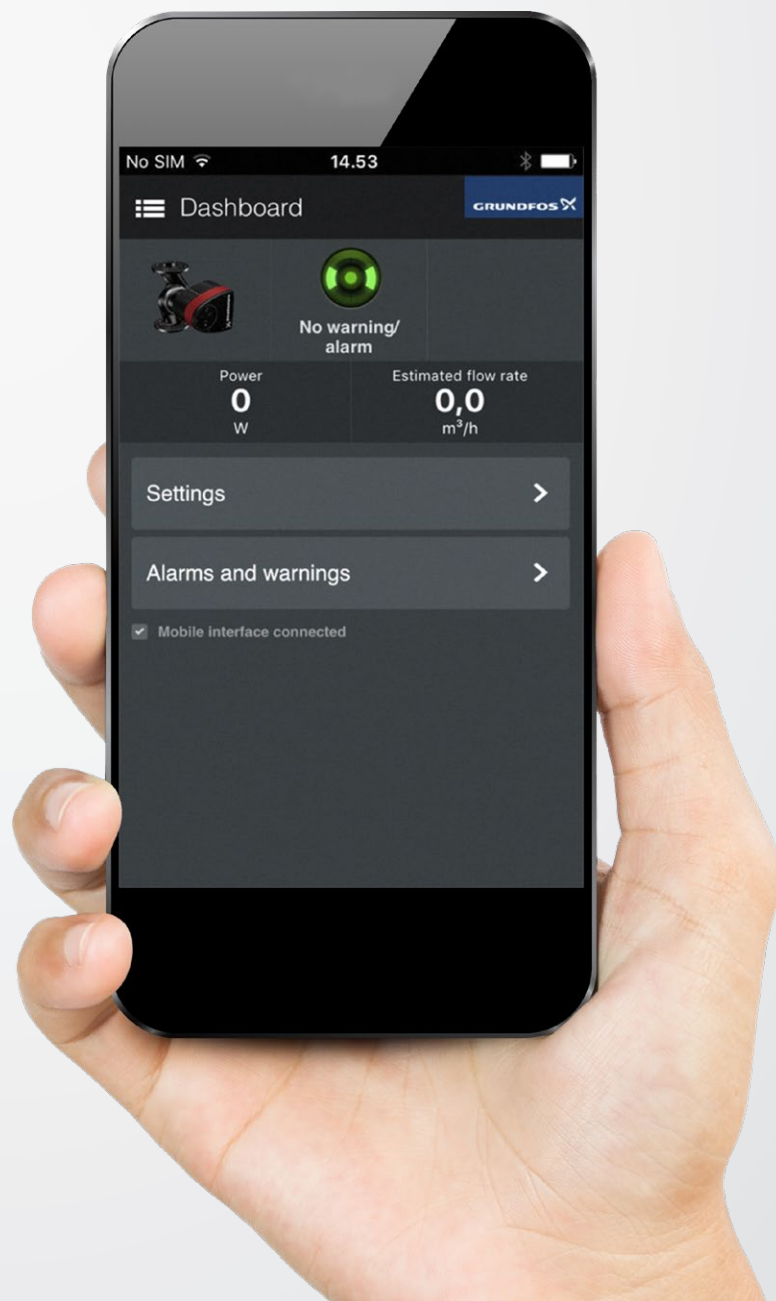 No SIM 14.53
Dashboard
GRUNDFOS
No warning/
alarm
Power
0
W
Estimated flow rate
0,0
m³/h
Settings
Alarms and warnings
Mobile interface connected